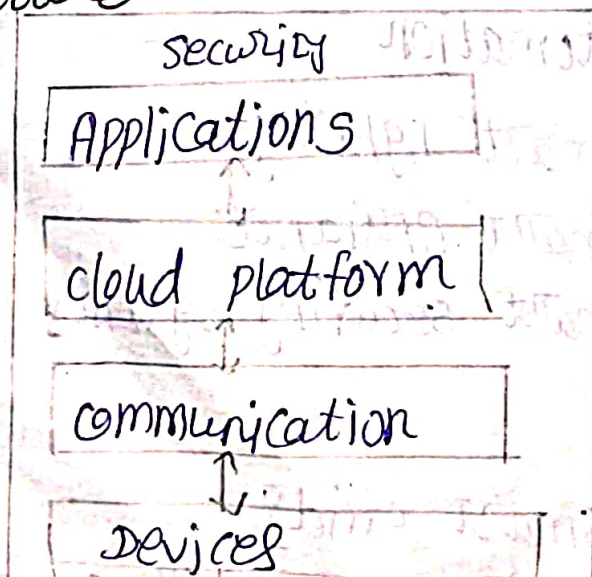 security
Applications
cloud platform
communication
Devices